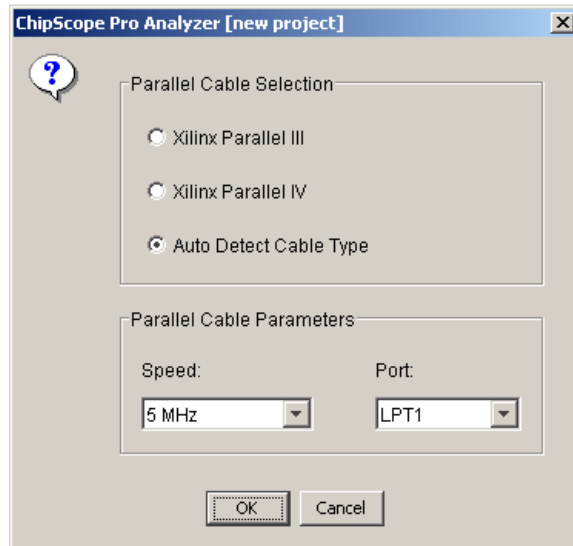 ChipScope Pro Analyzer [new project]
Parallel Cable Selection
Xilinx Parallel III
Xilinx Parallel IV
Auto Detect Cable Type
Parallel Cable Parameters
Speed: Port:
5 MHz LPT1
OK Cancel